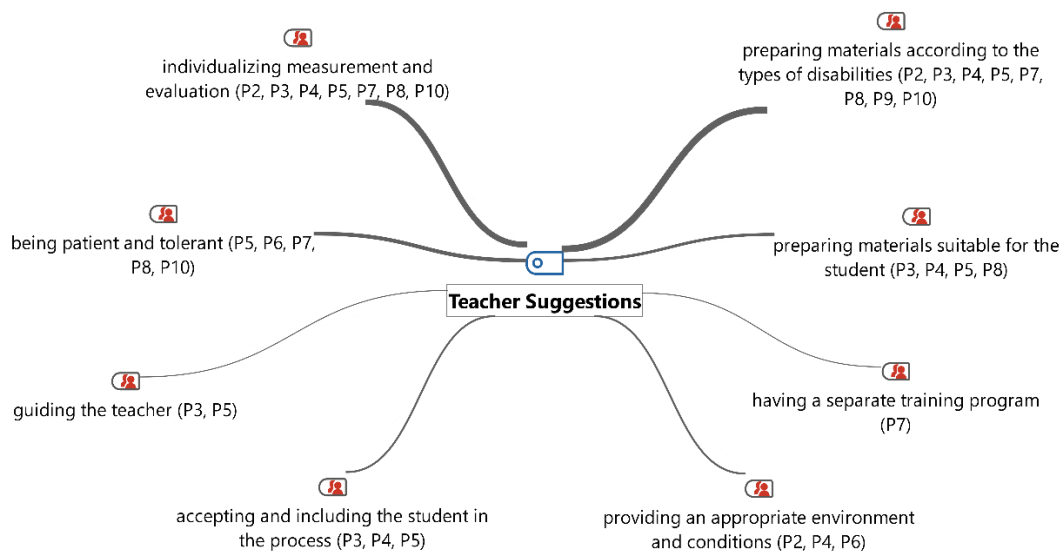 individualizing measurement and
evaluation (P2, P3, P4, P5, P7, P8, P10)
preparing materials according to the
types of disabilities (P2, P3, P4, P5, P7,
P8, P9, P10)
being patient and tolerant (P5, P6, P7,
P8, P10)
preparing materials suitable for the
student (P3, P4, P5, P8)
Teacher Suggestions
guiding the teacher (P3, P5)
having a separate training program
(P7)
accepting and including the student in
the process (P3, P4, P5)
providing an appropriate environment
and conditions (P2, P4, P6)